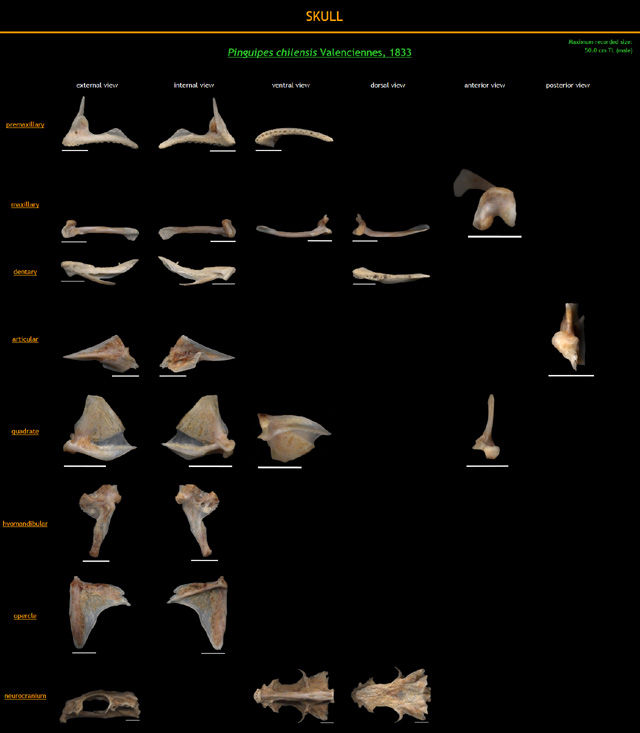 SKULL
Maximum recorded size:
50.0 cm TL (male)
Pinguipes chilensis Valenciennes, 1833
external view internal view ventral view dorsal view anterior view posterior view
premaxillary
maxillary
dentary
articular
quadrate
hyomandibular
opercle
neurocranium